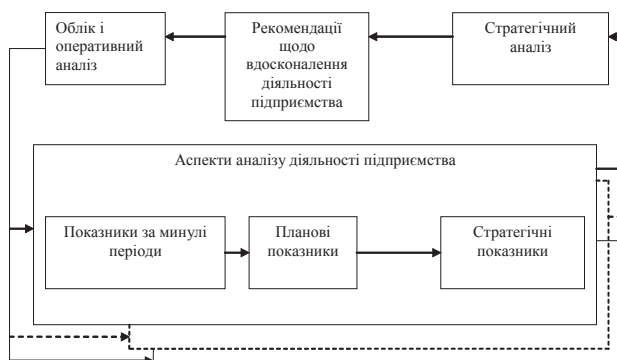 Облік і
оперативний
аналіз
Рекомендації
щодо
вдосконалення
діяльності
підприємства
Стратегічний
аналіз
Аспекти аналізу діяльності підприємства
Показники за минулі
періоди
Планові
показники
Стратегічні
показники